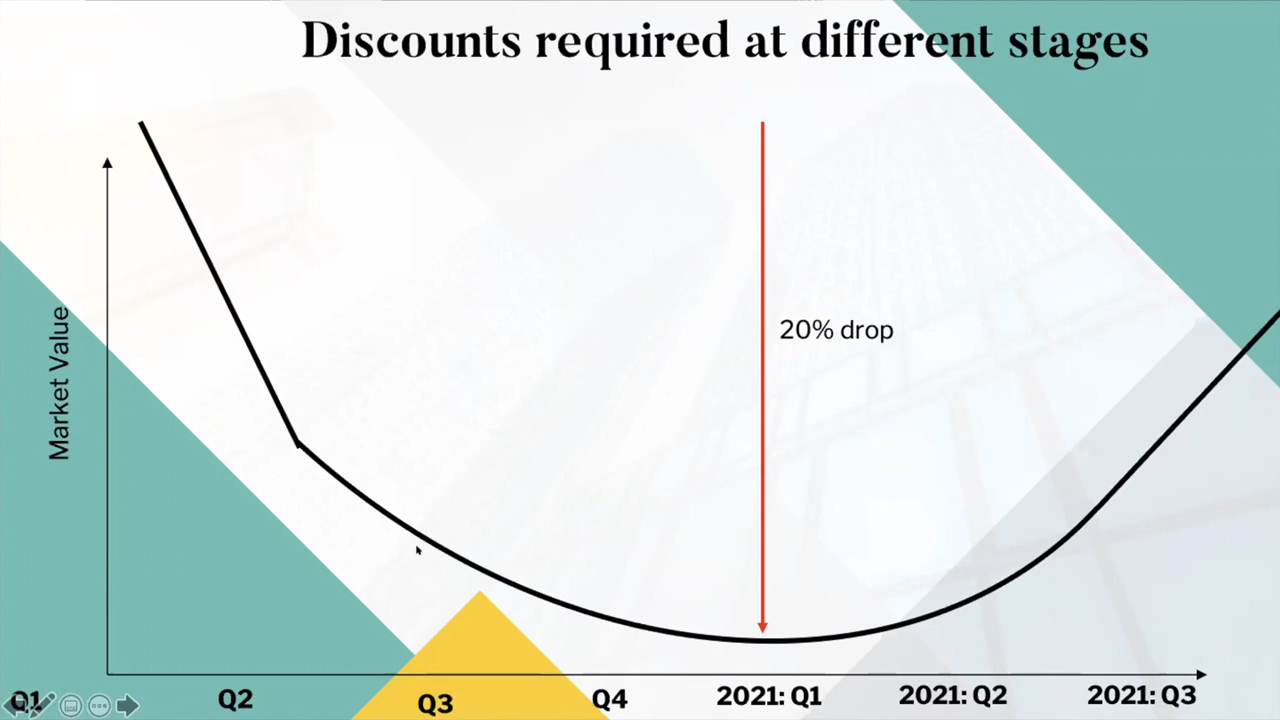 Discounts required at different stages
Market Value
20% drop
Q1
Q2
Q3
Q4
2021: Q1
2021: Q2
2021: Q3